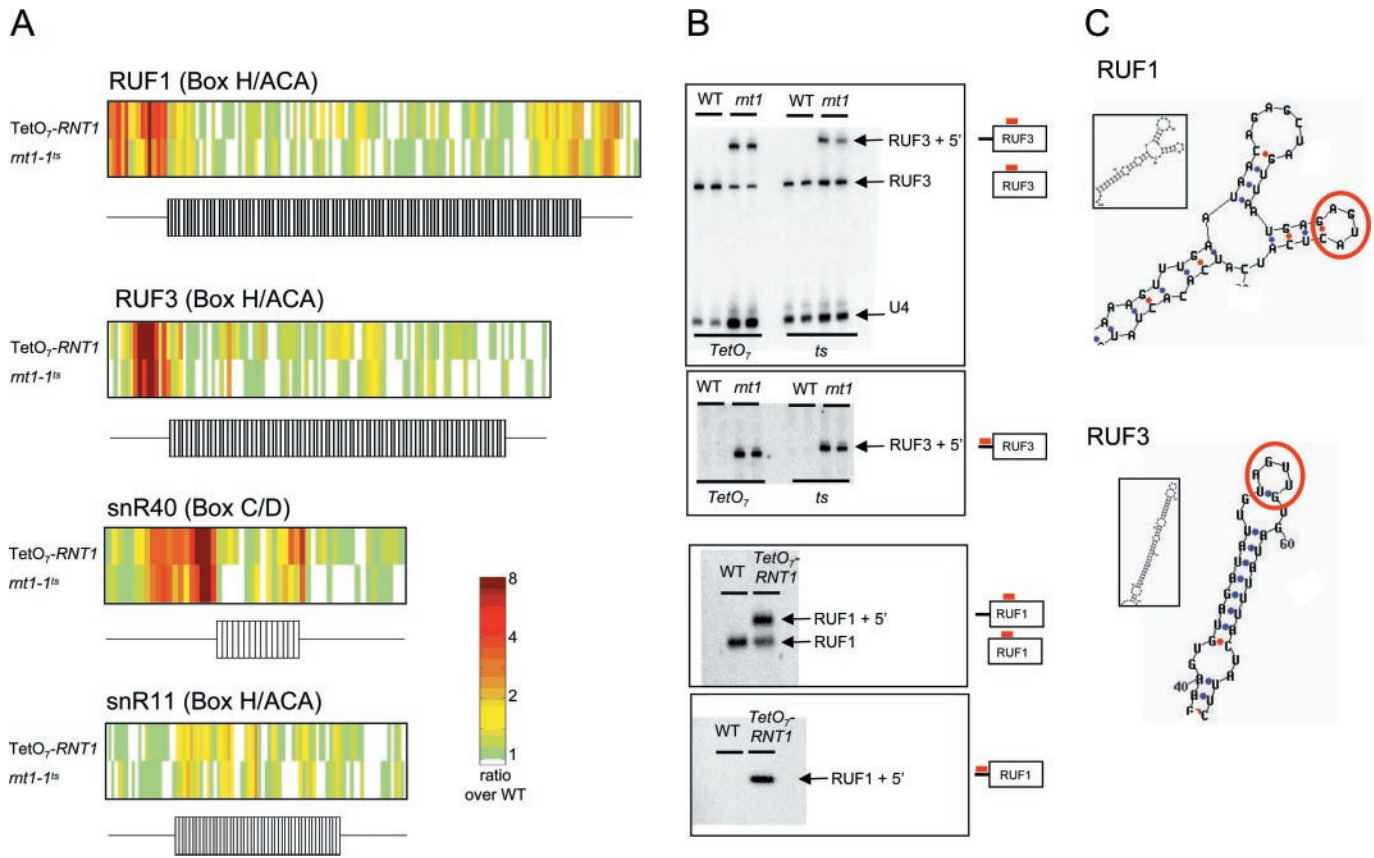 A
RUF1 (Box H/ACA)
TetO7-RNT1
rnt1-1ts
RUF3 (Box H/ACA)
TetO7-RNT1
rnt1-1ts
snR40 (Box C/D)
TetO7-RNT1
rnt1-1ts
snR11 (Box H/ACA)
TetO7-RNT1
rnt1-1ts
8
4
2
1
ratio
over WT
B
WT rnt1 WT rnt1
RUF3 + 5'
RUF3
U4
TetO7 ts
RUF3
RUF3
WT rnt1 WT rnt1
RUF3 + 5'
TetO7 ts
RUF3
WT TetO7-
RNT1
RUF1 + 5'
RUF1
RUF1
RUF1
WT TetO7-
RNT1
RUF1 + 5'
RUF1
C
RUF1
RUF3
60
40